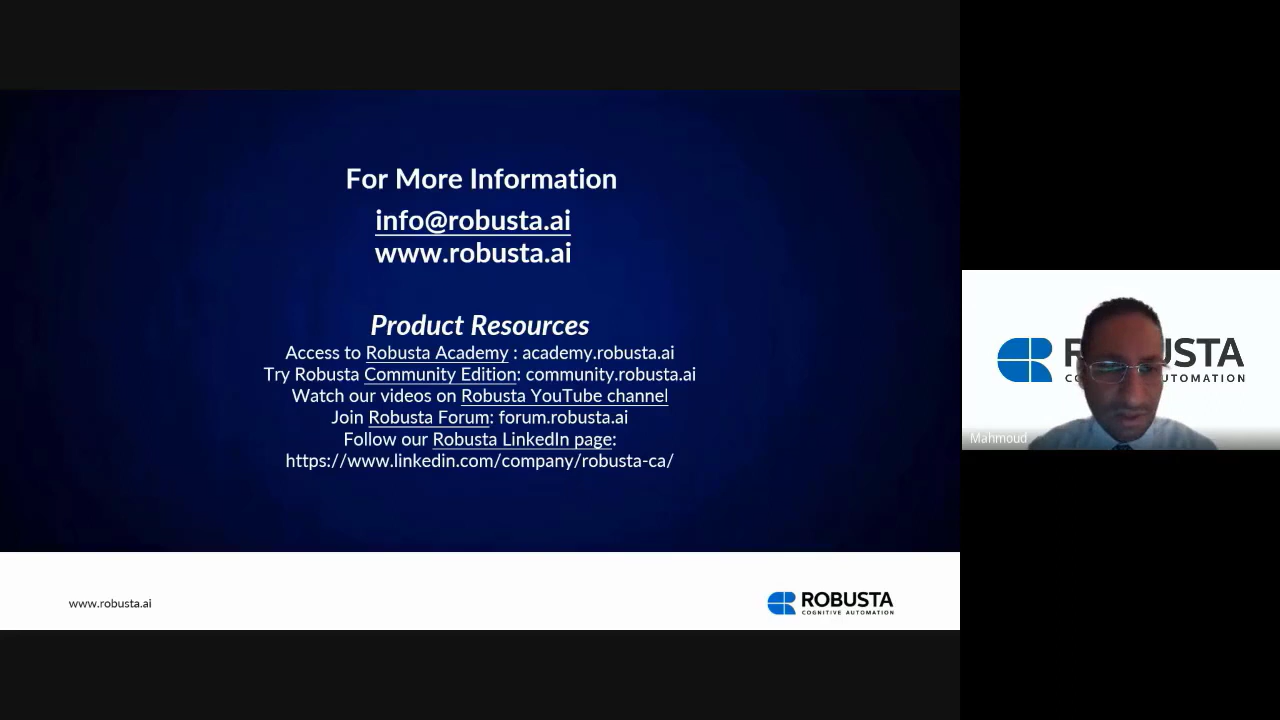 For More Information
info@robusta.ai
www.robusta.ai
Product Resources
Access to Robusta Academy : academy.robusta.ai
Try Robusta Community Edition: community.robusta.ai
Watch our videos on Robusta YouTube channel
Join Robusta Forum: forum.robusta.ai
Follow our Robusta LinkedIn page:
https://www.linkedin.com/company/robusta-ca/
www.robusta.ai
ROBUSTA
COGNITIVE AUTOMATION
Mahmoud